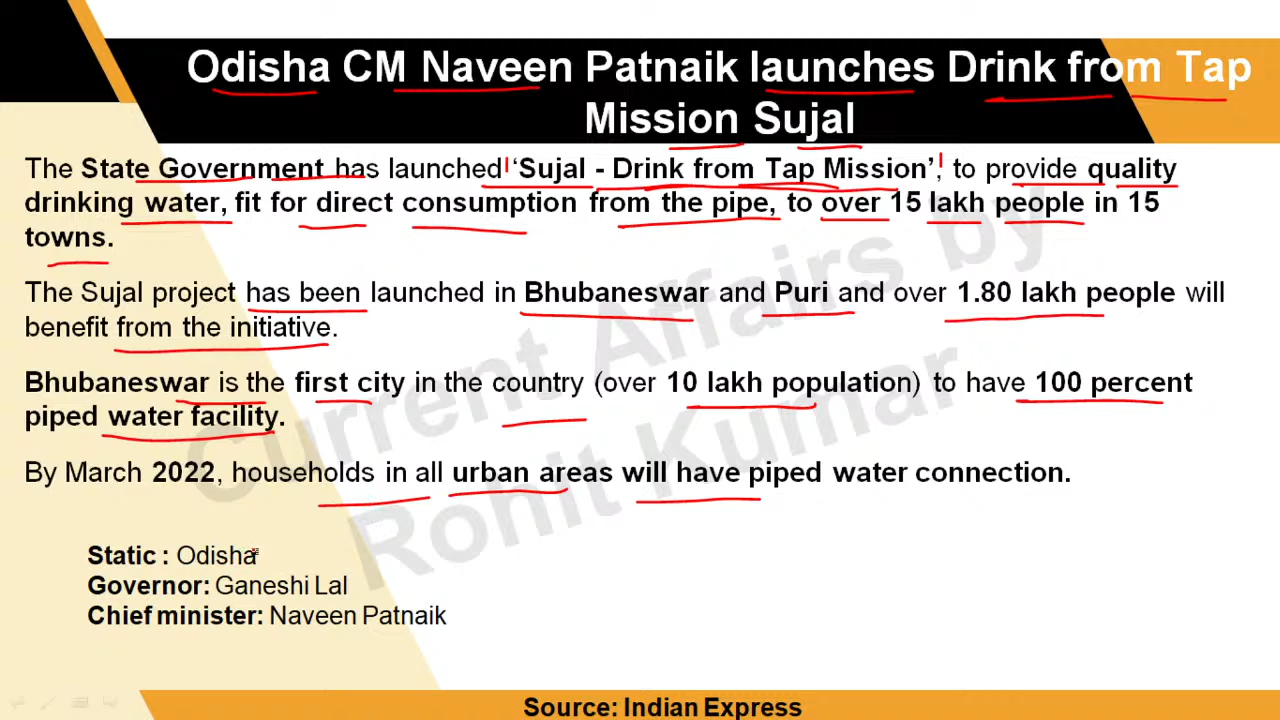 Odisha CM Naveen Patnaik launches Drink from Tap
Mission Sujal
The State Government has launched 'Sujal - Drink from Tap Mission', to provide quality
drinking water, fit for direct consumption from the pipe, to over 15 lakh people in 15
towns.
The Sujal project has been launched in Bhubaneswar and Puri and over 1.80 lakh people will
benefit from the initiative.
Bhubaneswar is the first city in the country (over 10 lakh population) to have 100 percent
piped water facility.
By March 2022, households in all urban areas will have piped water connection.
Current Affairs by
Rohit Kumar
Static : Odisha
Governor: Ganeshi Lal
Chief minister: Naveen Patnaik
Source: Indian Express